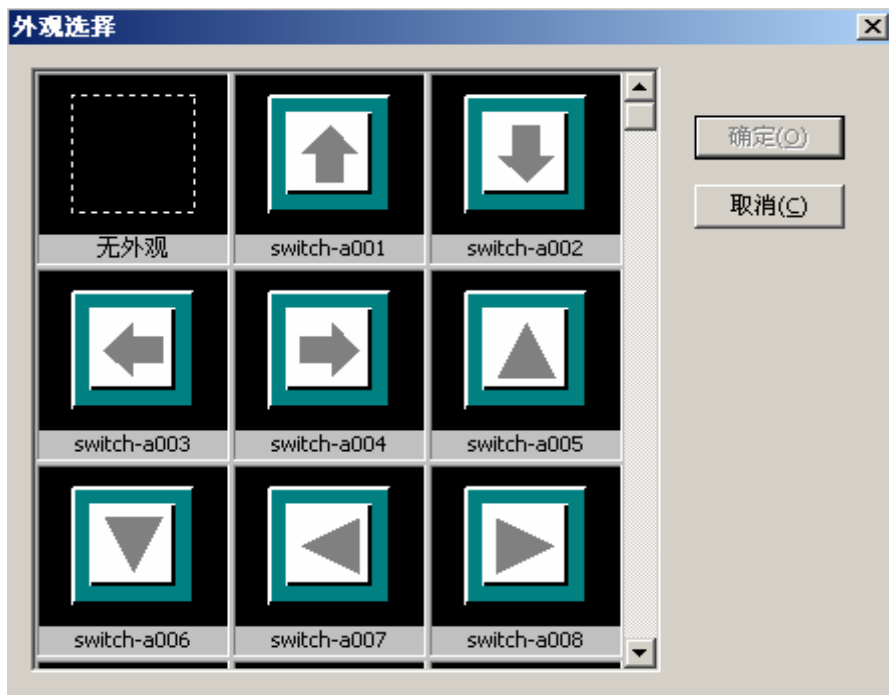 外观选择
确定(O)
取消(C)
无外观
switch-a001
switch-a002
switch-a003
switch-a004
switch-a005
switch-a006
switch-a007
switch-a008